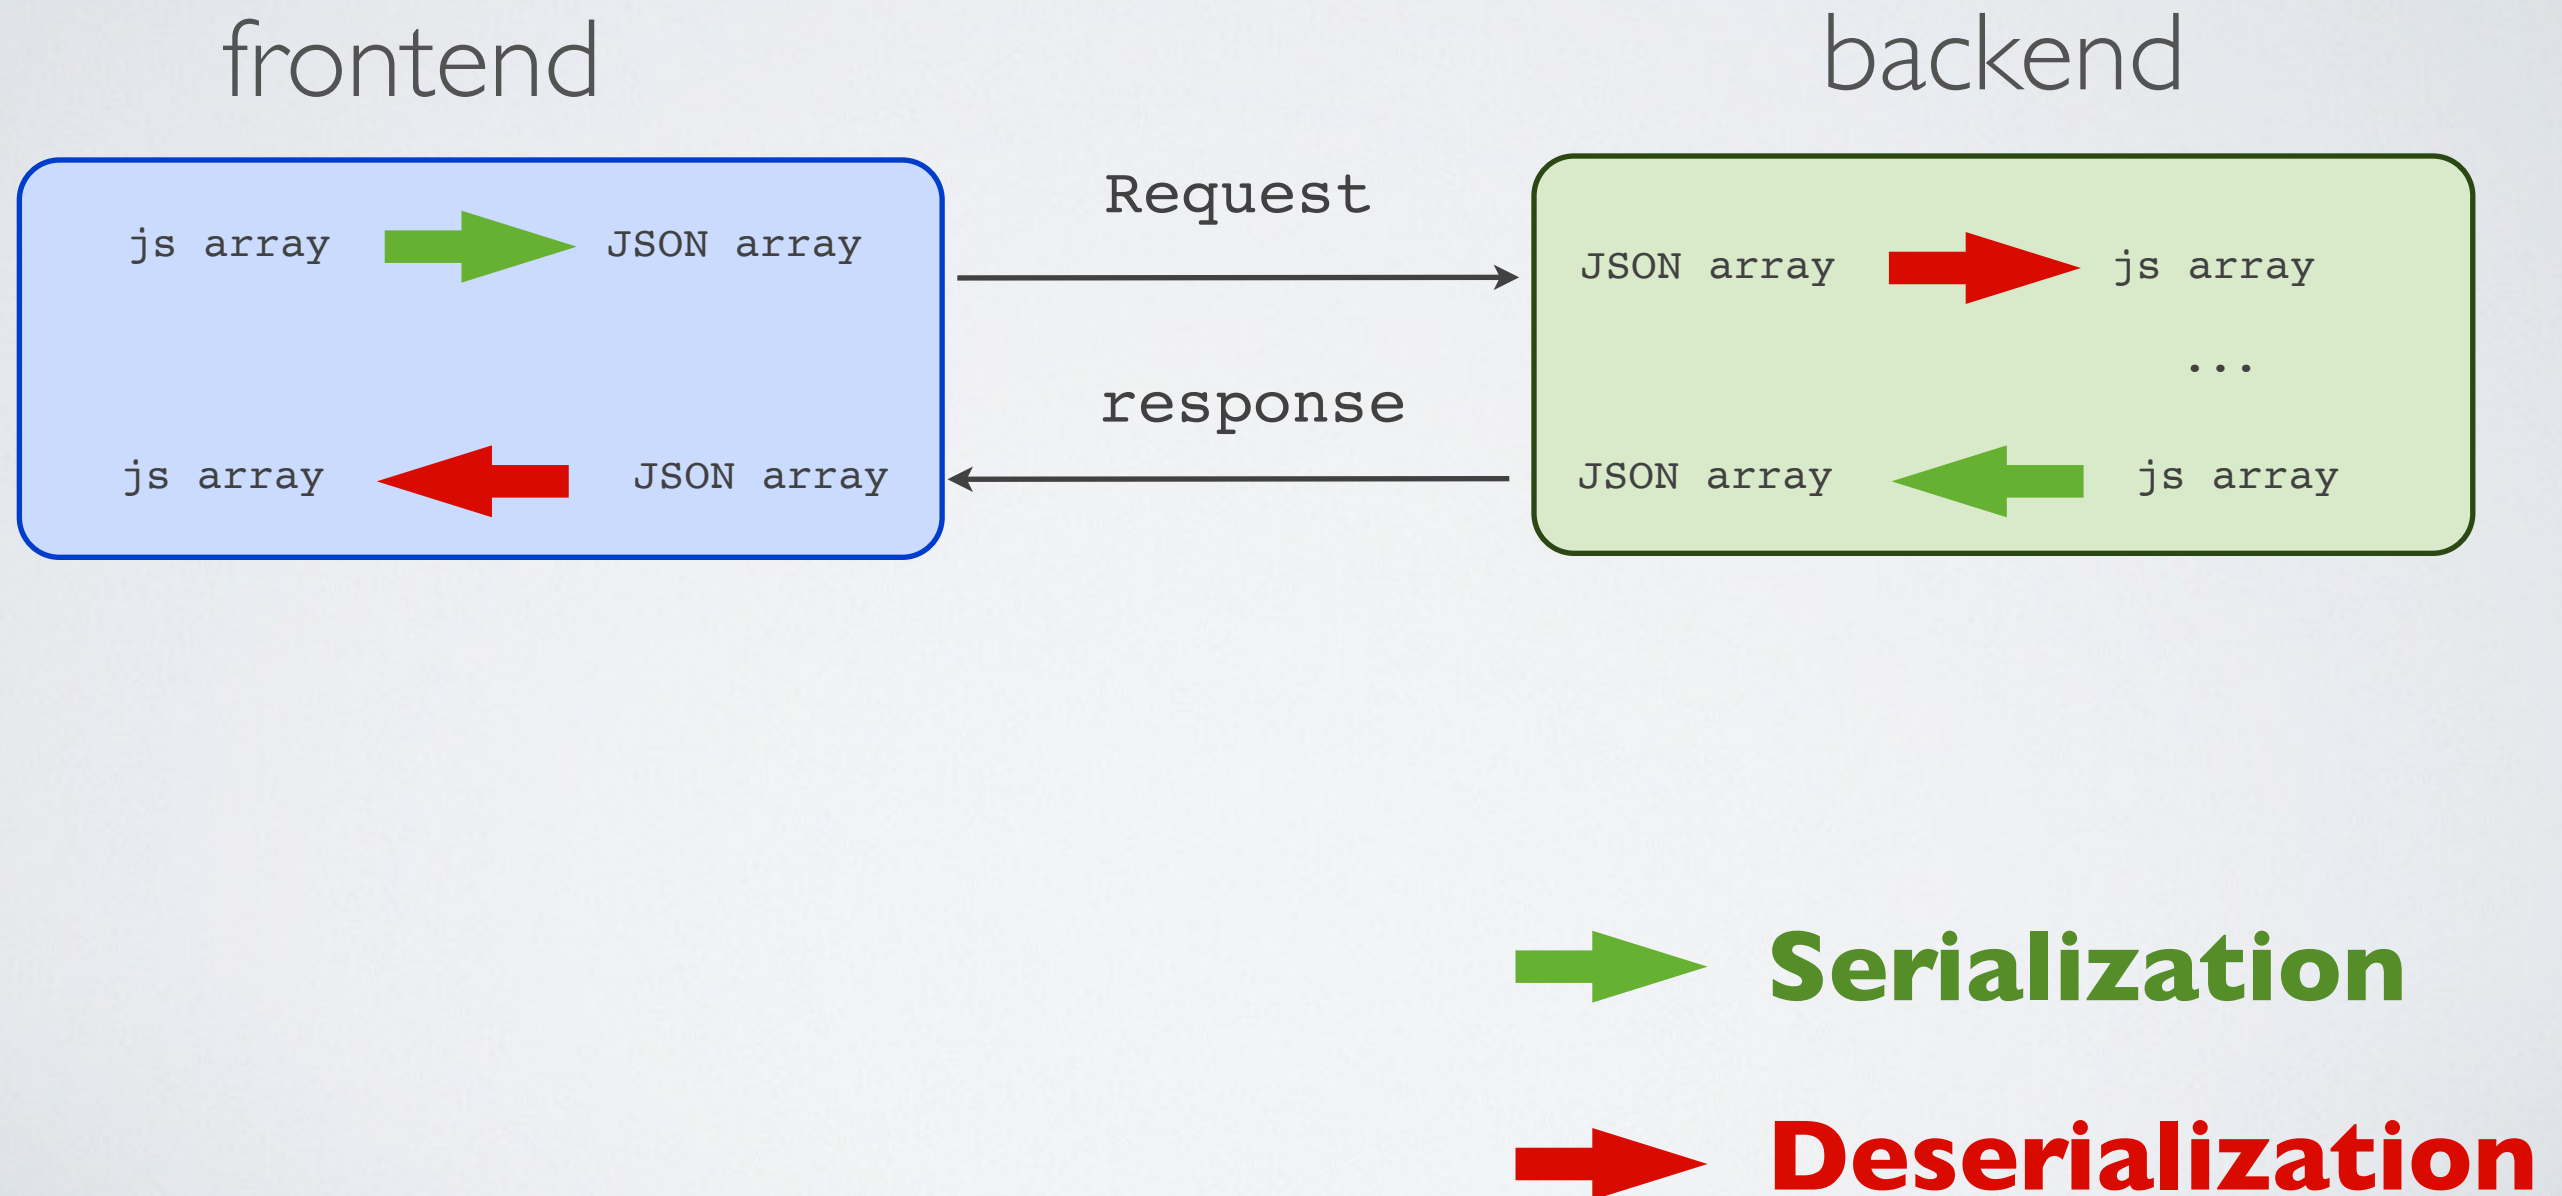 frontend
backend
js array
JSON array
Request
JSON array
js array
...
response
js array
JSON array
JSON array
js array
Serialization
Deserialization